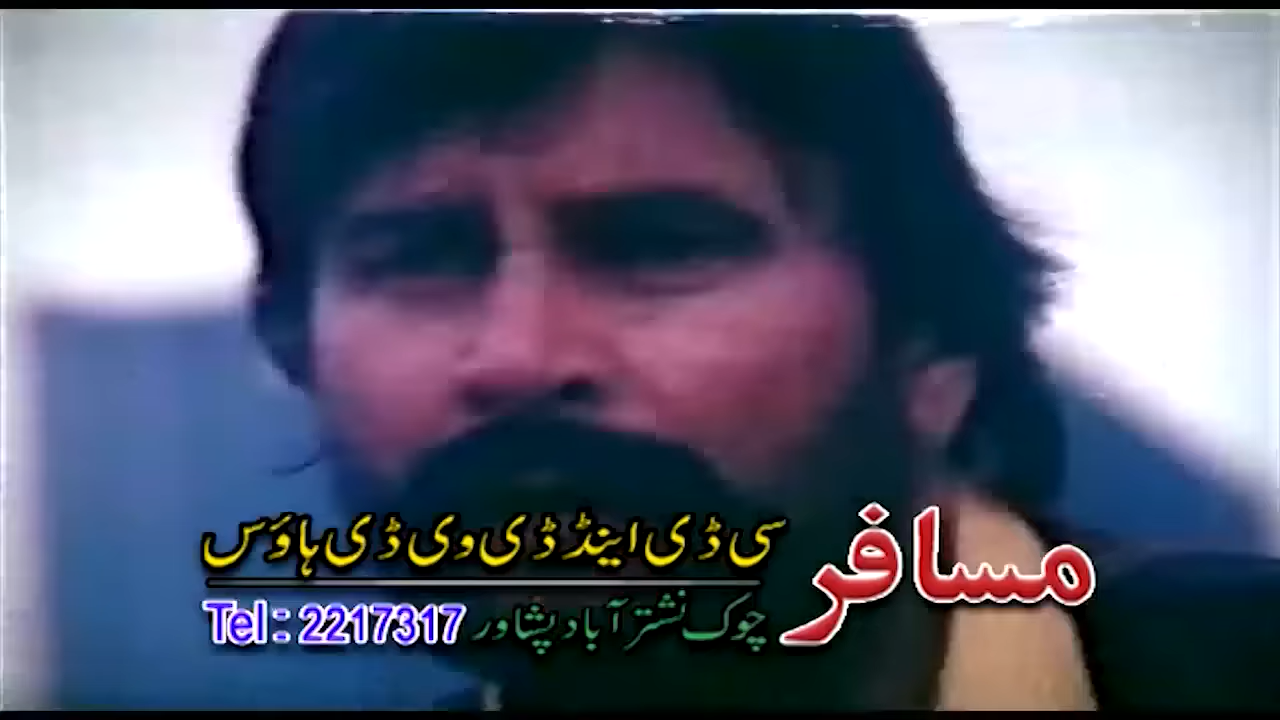 مسافر
سی ڈی اینڈ ڈی وی ڈی ہاؤس
چوک نشتر آباد پشاور Tel : 2217317